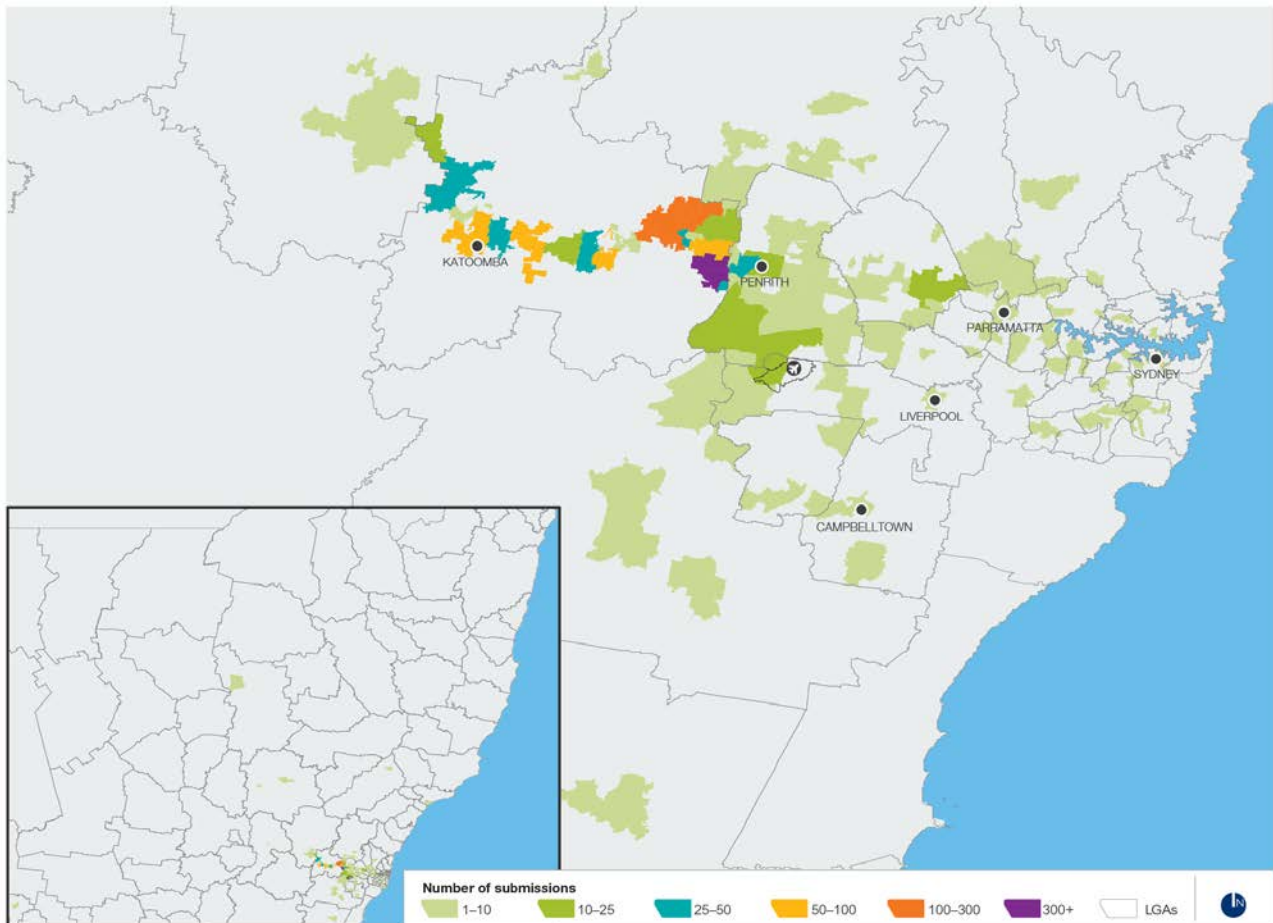 KATOOMBA
PENRITH
PARRAMATTA
SYDNEY
LIVERPOOL
CAMPBELLTOWN
Number of submissions
1–10
10–25
25–50
50–100
100–300
300+
LGAs
N